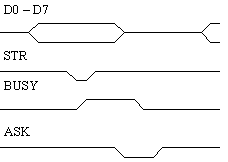 D0 – D7
STR
BUSY
ASK